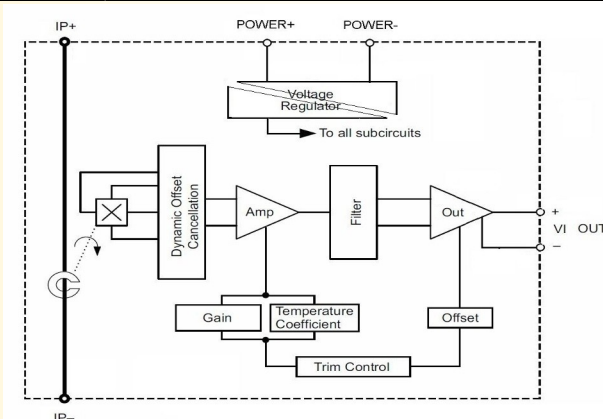 IP+
POWER+
POWER-
Voltage
Regulator
To all subcircuits
Dynamic Offset
Cancellation
Amp
Filter
Out
+
VI OUT
−
Gain
Temperature
Coefficient
Offset
Trim Control
IP−